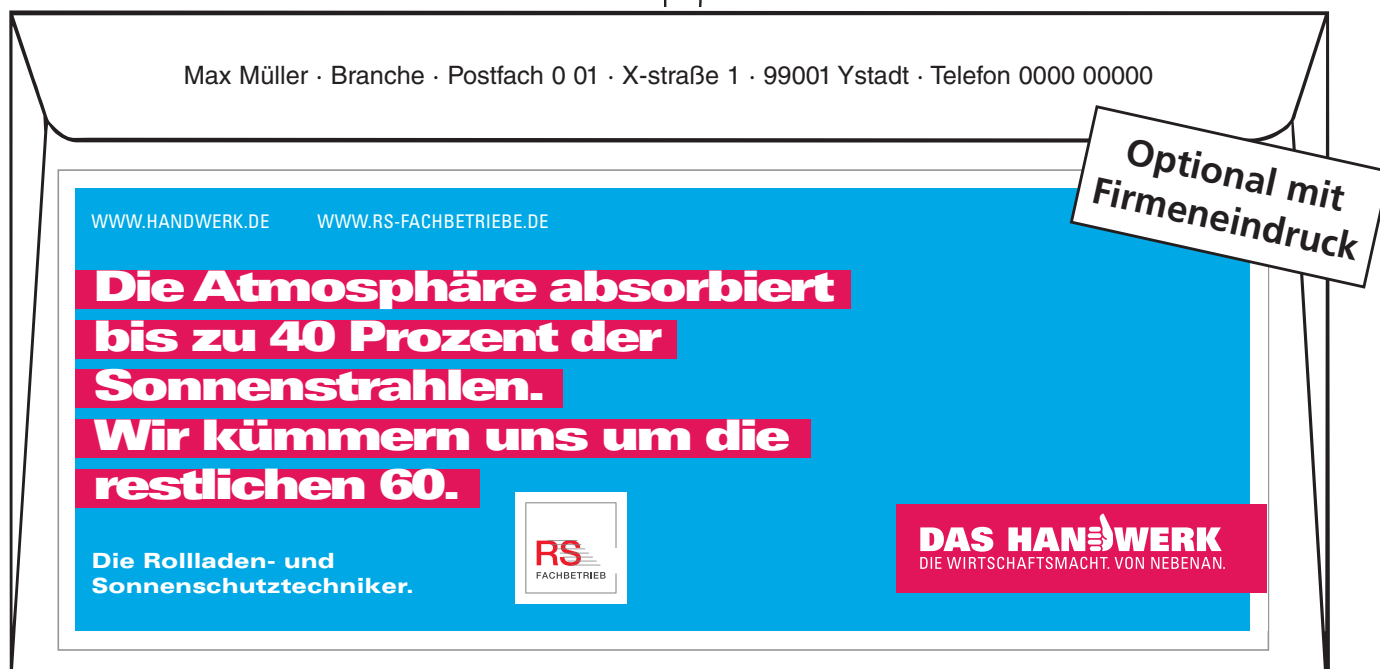 Max Müller · Branche · Postfach 0 01 · X-straße 1 · 99001 Ystadt · Telefon 0000 00000
Optional mit
Firmeneindruck
WWW.HANDWERK.DE WWW.RS-FACHBETRIEBE.DE
Die Atmosphäre absorbiert
bis zu 40 Prozent der
Sonnenstrahlen.
Wir kümmern uns um die
restlichen 60.
Die Rollladen- und
Sonnenschutztechniker.
RS
FACHBETRIEB
DAS HANDWERK
DIE WIRTSCHAFTSMACHT. VON NEBENAN.